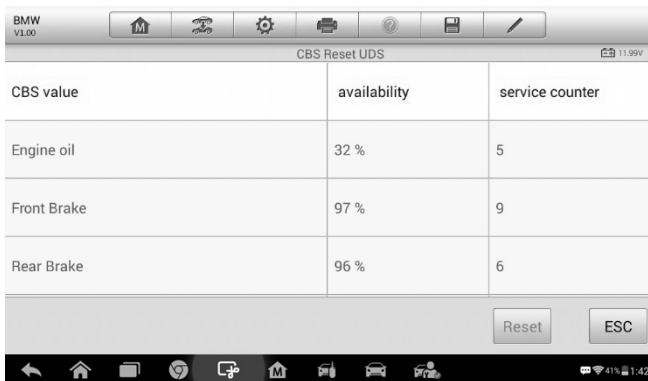 BMW
V1.00
CBS Reset UDS
11.99V
CBS value availability service counter
Engine oil 32 % 5
Front Brake 97 % 9
Rear Brake 96 % 6
Reset ESC
41% 1:42